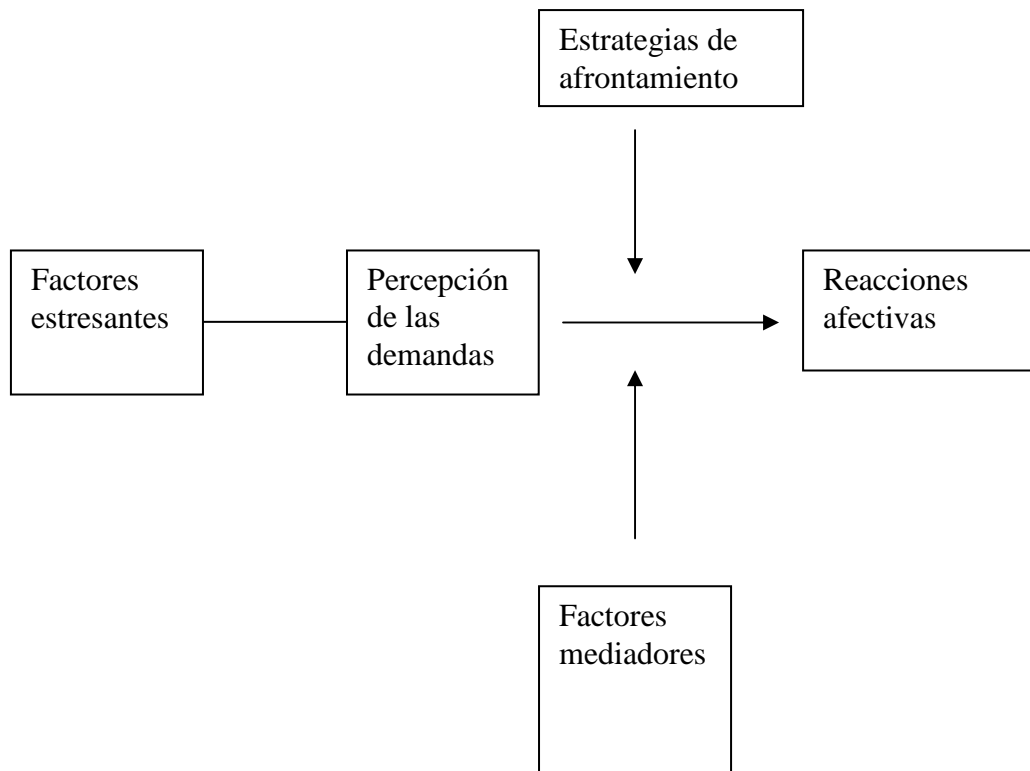 Estrategias de
afrontamiento
Factores
estresantes
Percepción
de las
demandas
Reacciones
afectivas
Factores
mediadores